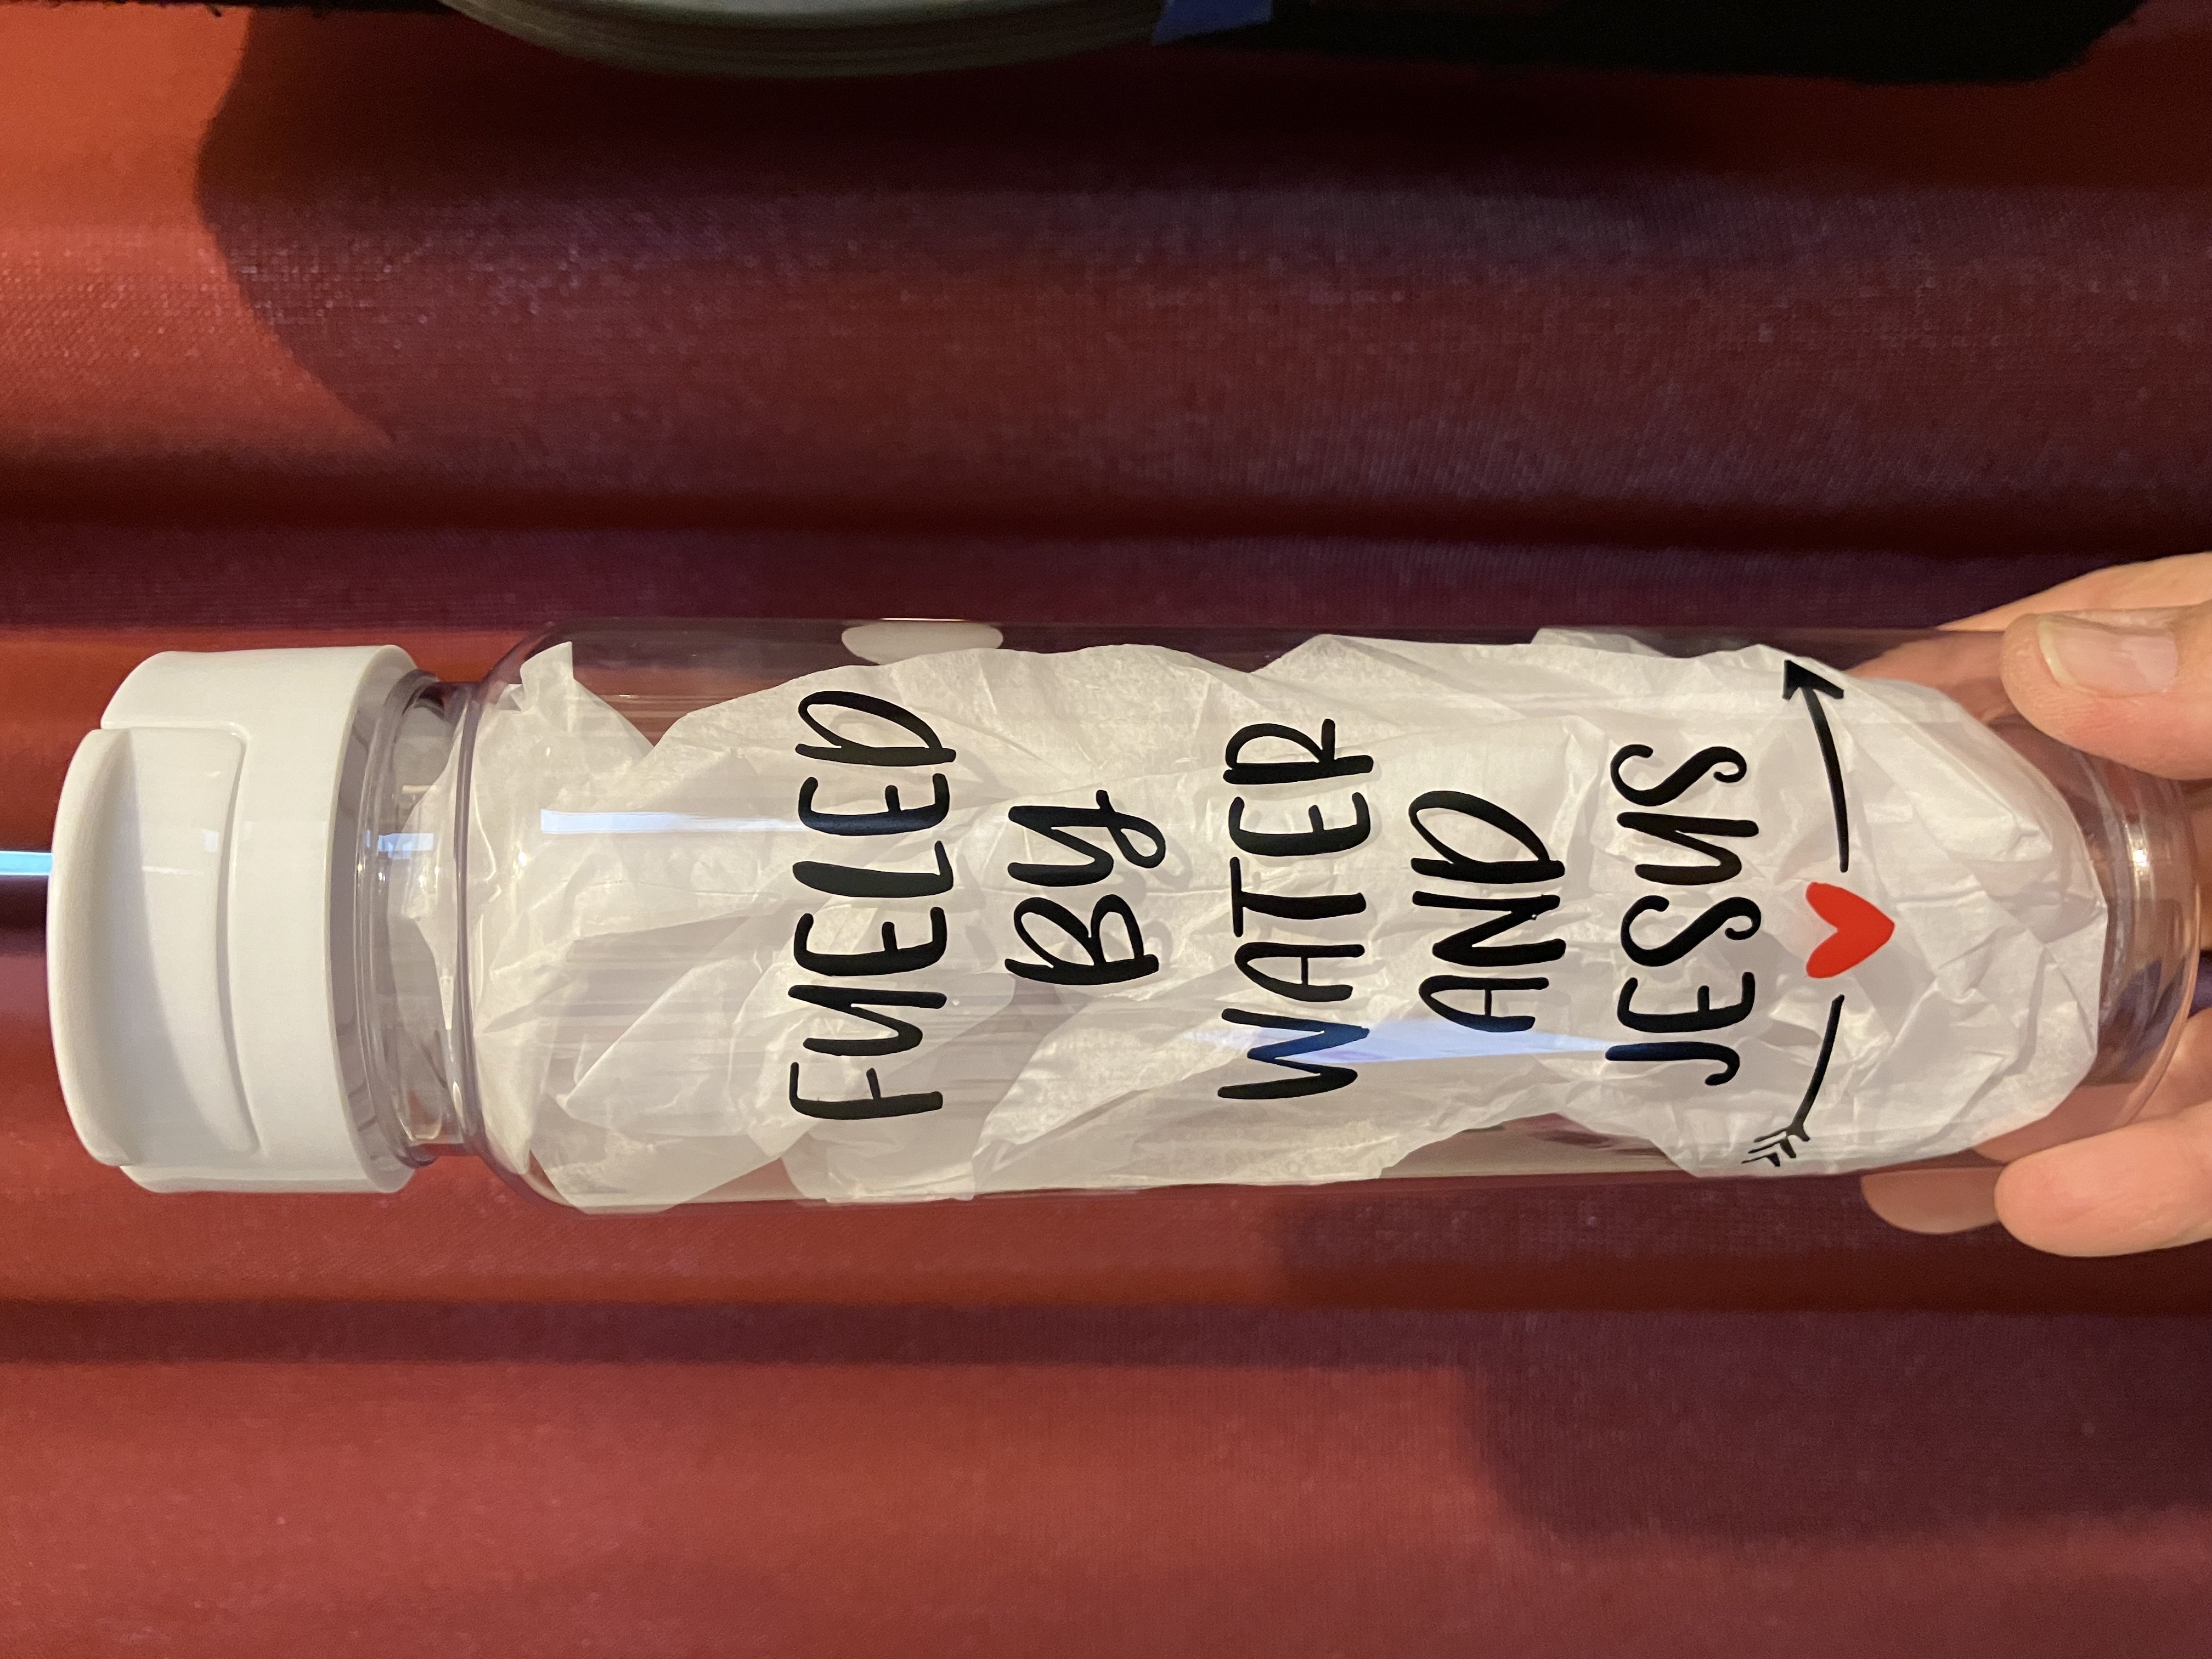 FUELED
BY
WATER
AND
JESUS